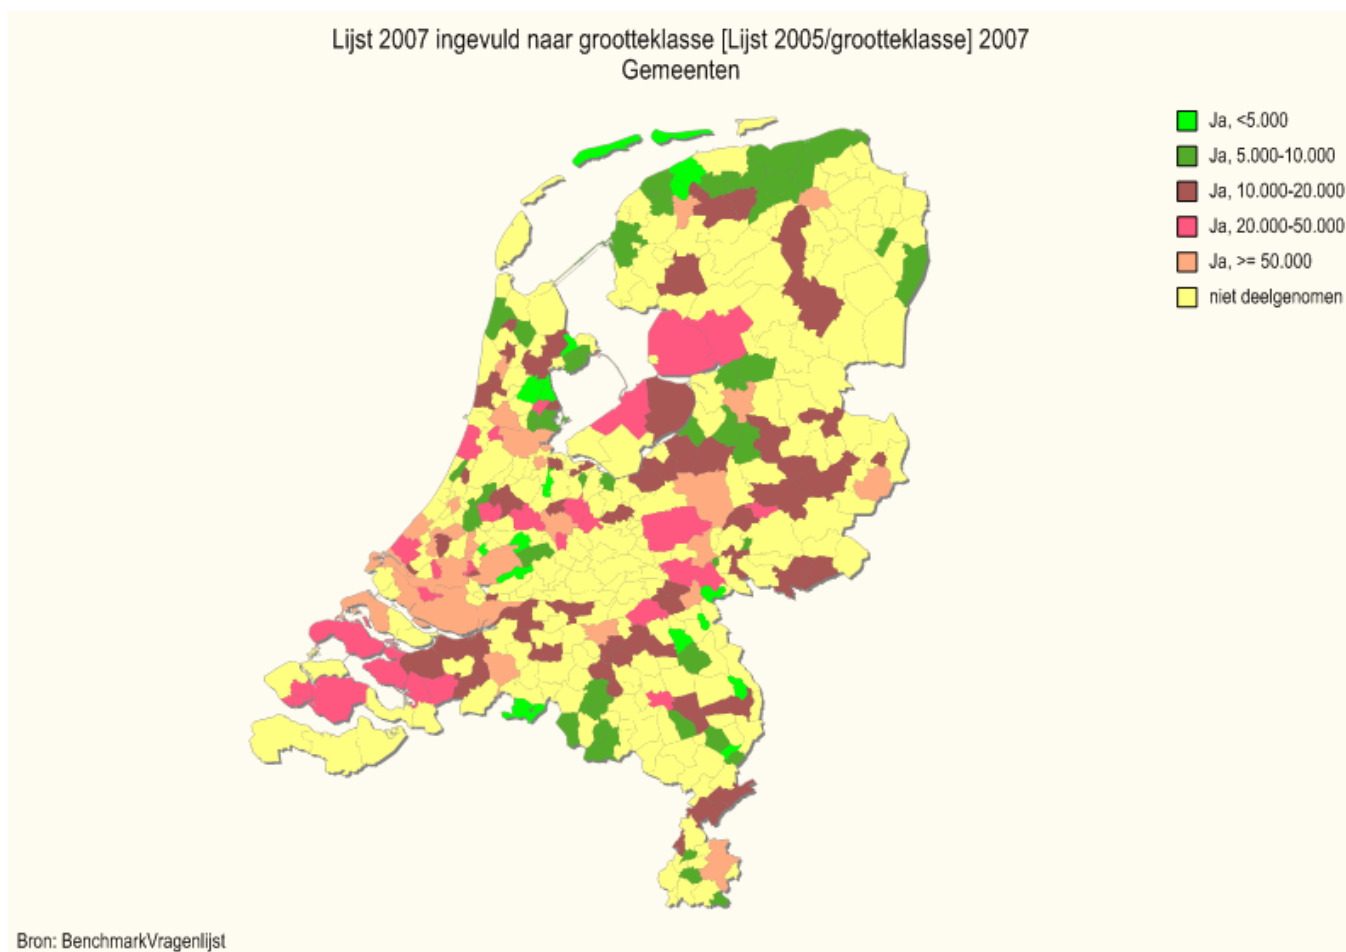 Lijst 2007 ingevuld naar grootteklasse [Lijst 2005/grootteklasse] 2007
Gemeenten
Ja, <5.000
Ja, 5.000-10.000
Ja, 10.000-20.000
Ja, 20.000-50.000
Ja, >= 50.000
niet deelgenomen
Bron: BenchmarkVragenlijst